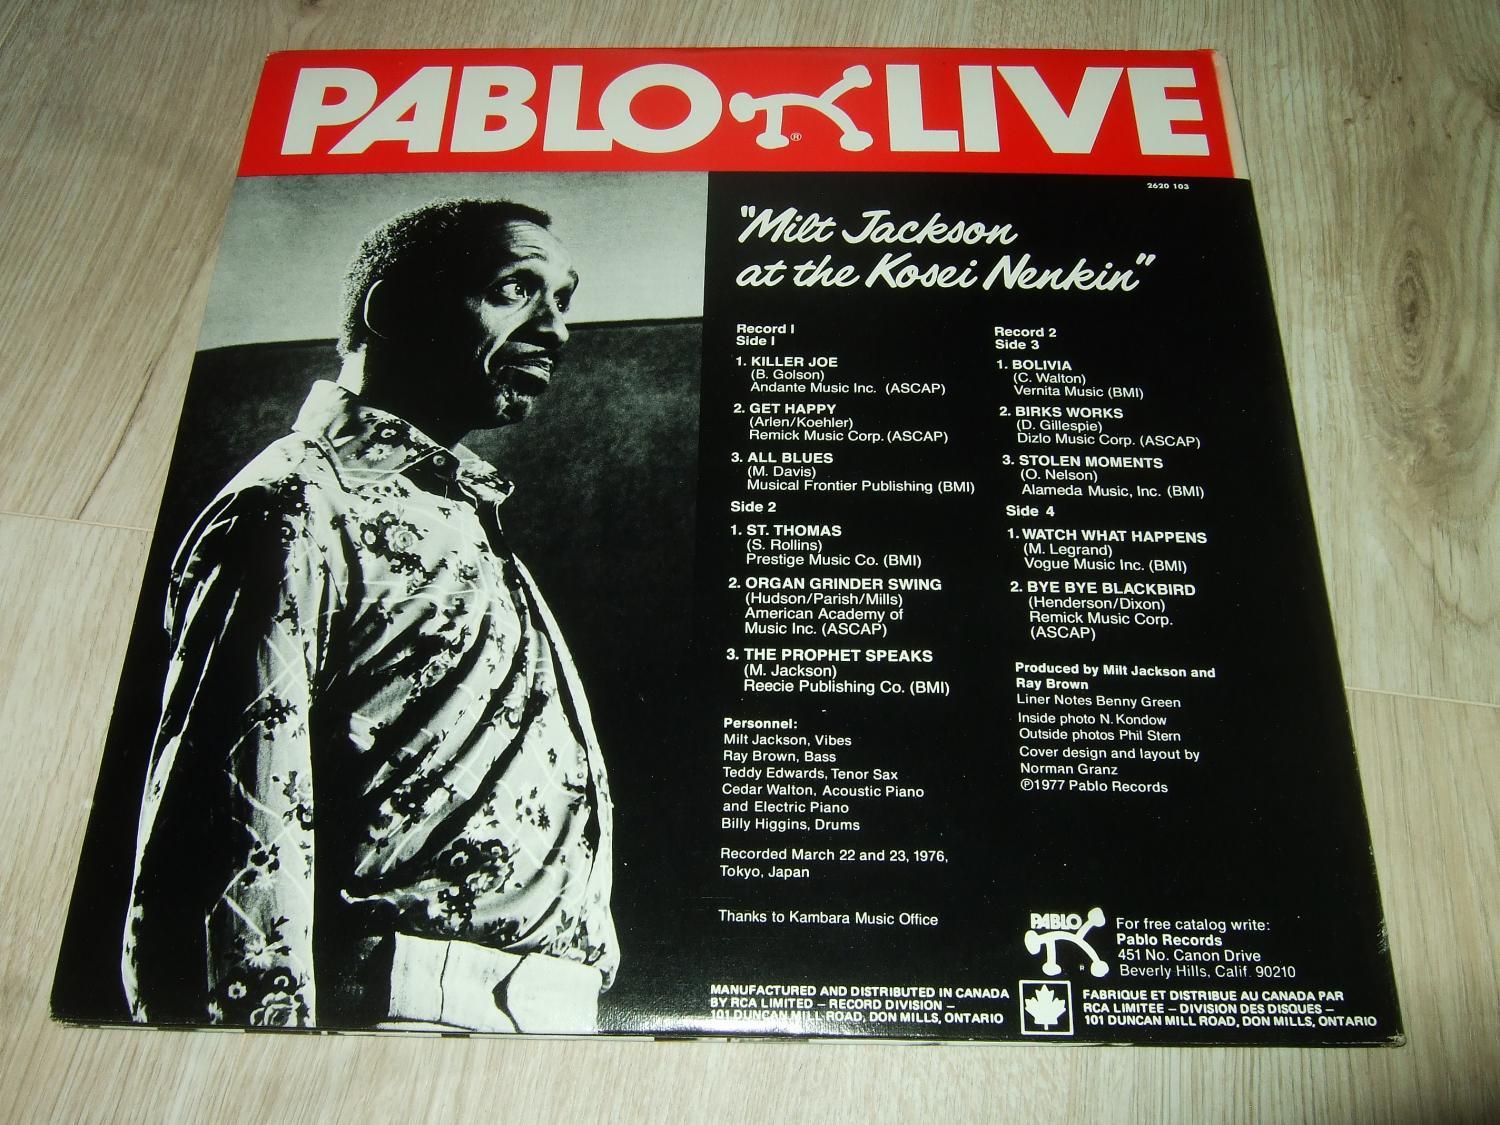 PABLO LIVE
®
2620 103
"Milt Jackson
at the Kosei Nenkin"
Record 1
Side 1
1. KILLER JOE
(B. Golson)
Andante Music Inc. (ASCAP)
2. GET HAPPY
(Arlen/Koehler)
Remick Music Corp. (ASCAP)
3. ALL BLUES
(M. Davis)
Musical Frontier Publishing (BMI)
Side 2
1. ST. THOMAS
(S. Rollins)
Prestige Music Co. (BMI)
2. ORGAN GRINDER SWING
(Hudson/Parish/Mills)
American Academy of
Music Inc. (ASCAP)
3. THE PROPHET SPEAKS
(M. Jackson)
Reecie Publishing Co. (BMI)
Personnel:
Milt Jackson, Vibes
Ray Brown, Bass
Teddy Edwards, Tenor Sax
Cedar Walton, Acoustic Piano
and Electric Piano
Billy Higgins, Drums
Recorded March 22 and 23, 1976,
Tokyo, Japan
Thanks to Kambara Music Office
Record 2
Side 3
1. BOLIVIA
(C. Walton)
Vernita Music (BMI)
2. BIRKS WORKS
(D. Gillespie)
Dizlo Music Corp. (ASCAP)
3. STOLEN MOMENTS
(O. Nelson)
Alameda Music, Inc. (BMI)
Side 4
1. WATCH WHAT HAPPENS
(M. Legrand)
Vogue Music Inc. (BMI)
2. BYE BYE BLACKBIRD
(Henderson/Dixon)
Remick Music Corp.
(ASCAP)
Produced by Milt Jackson and
Ray Brown
Liner Notes Benny Green
Inside photo N. Kondow
Outside photos Phil Stern
Cover design and layout by
Norman Granz
℗1977 Pablo Records
PABLO
®
For free catalog write:
Pablo Records
451 No. Canon Drive
Beverly Hills, Calif. 90210
MANUFACTURED AND DISTRIBUTED IN CANADA
BY RCA LIMITED – RECORD DIVISION –
101 DUNCAN MILL ROAD, DON MILLS, ONTARIO
FABRIQUE ET DISTRIBUE AU CANADA PAR
RCA LIMITEE – DIVISION DES DISQUES –
101 DUNCAN MILL ROAD, DON MILLS, ONTARIO